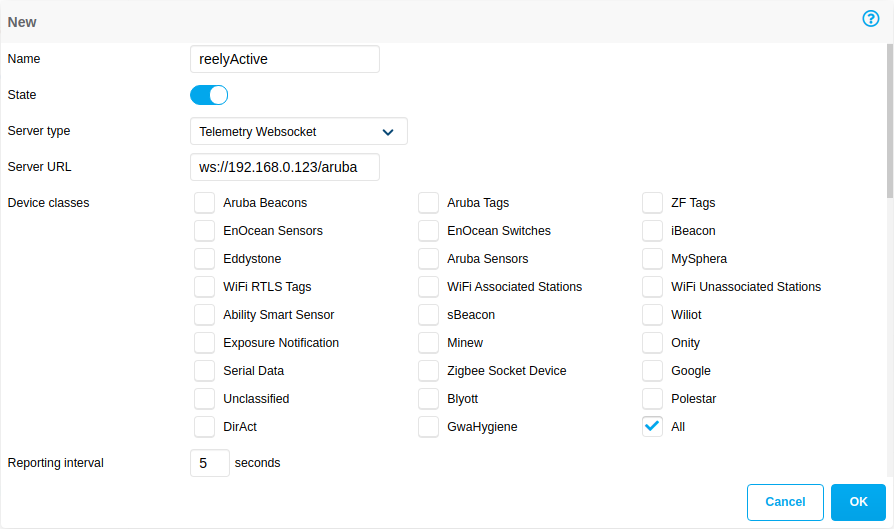 New
Name reelyActive
State
Server type Telemetry Websocket
Server URL ws://192.168.0.123/aruba
Device classes Aruba Beacons Aruba Tags ZF Tags
EnOcean Sensors EnOcean Switches iBeacon
Eddystone Aruba Sensors MySphera
WiFi RTLS Tags WiFi Associated Stations WiFi Unassociated Stations
Ability Smart Sensor sBeacon Wiliot
Exposure Notification Minew Onity
Serial Data Zigbee Socket Device Google
Unclassified Blyott Polestar
DirAct GwaHygiene All
Reporting interval 5 seconds
Cancel OK